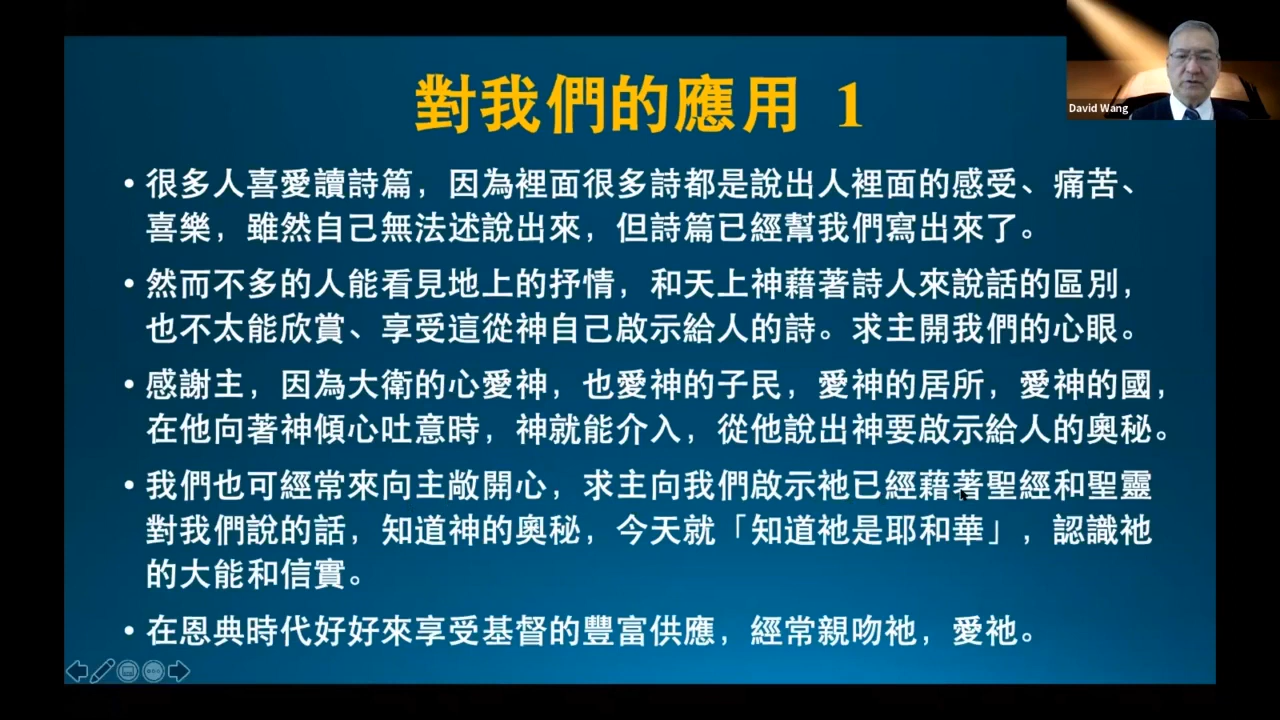 對我們的應用 1
David Wang
• 很多人喜愛讀詩篇，因為裡面很多詩都是說出人裡面的感受、痛苦、
喜樂，雖然自己無法述說出來，但詩篇已經幫我們寫出來了。
• 然而不多的人能看見地上的抒情，和天上神藉著詩人來說話的區別，
也不太能欣賞、享受這從神自己啟示給人的詩。求主開我們的心眼。
• 感謝主，因為大衛的心愛神，也愛神的子民，愛神的居所，愛神的國，
在他向著神傾心吐意時，神就能介入，從他說出神要啟示給人的奧秘。
• 我們也可經常來向主敞開心，求主向我們啟示祂已經藉著聖經和聖靈
對我們說的話，知道神的奧秘，今天就「知道祂是耶和華」，認識祂
的大能和信實。
• 在恩典時代好好來享受基督的豐富供應，經常親吻祂，愛祂。